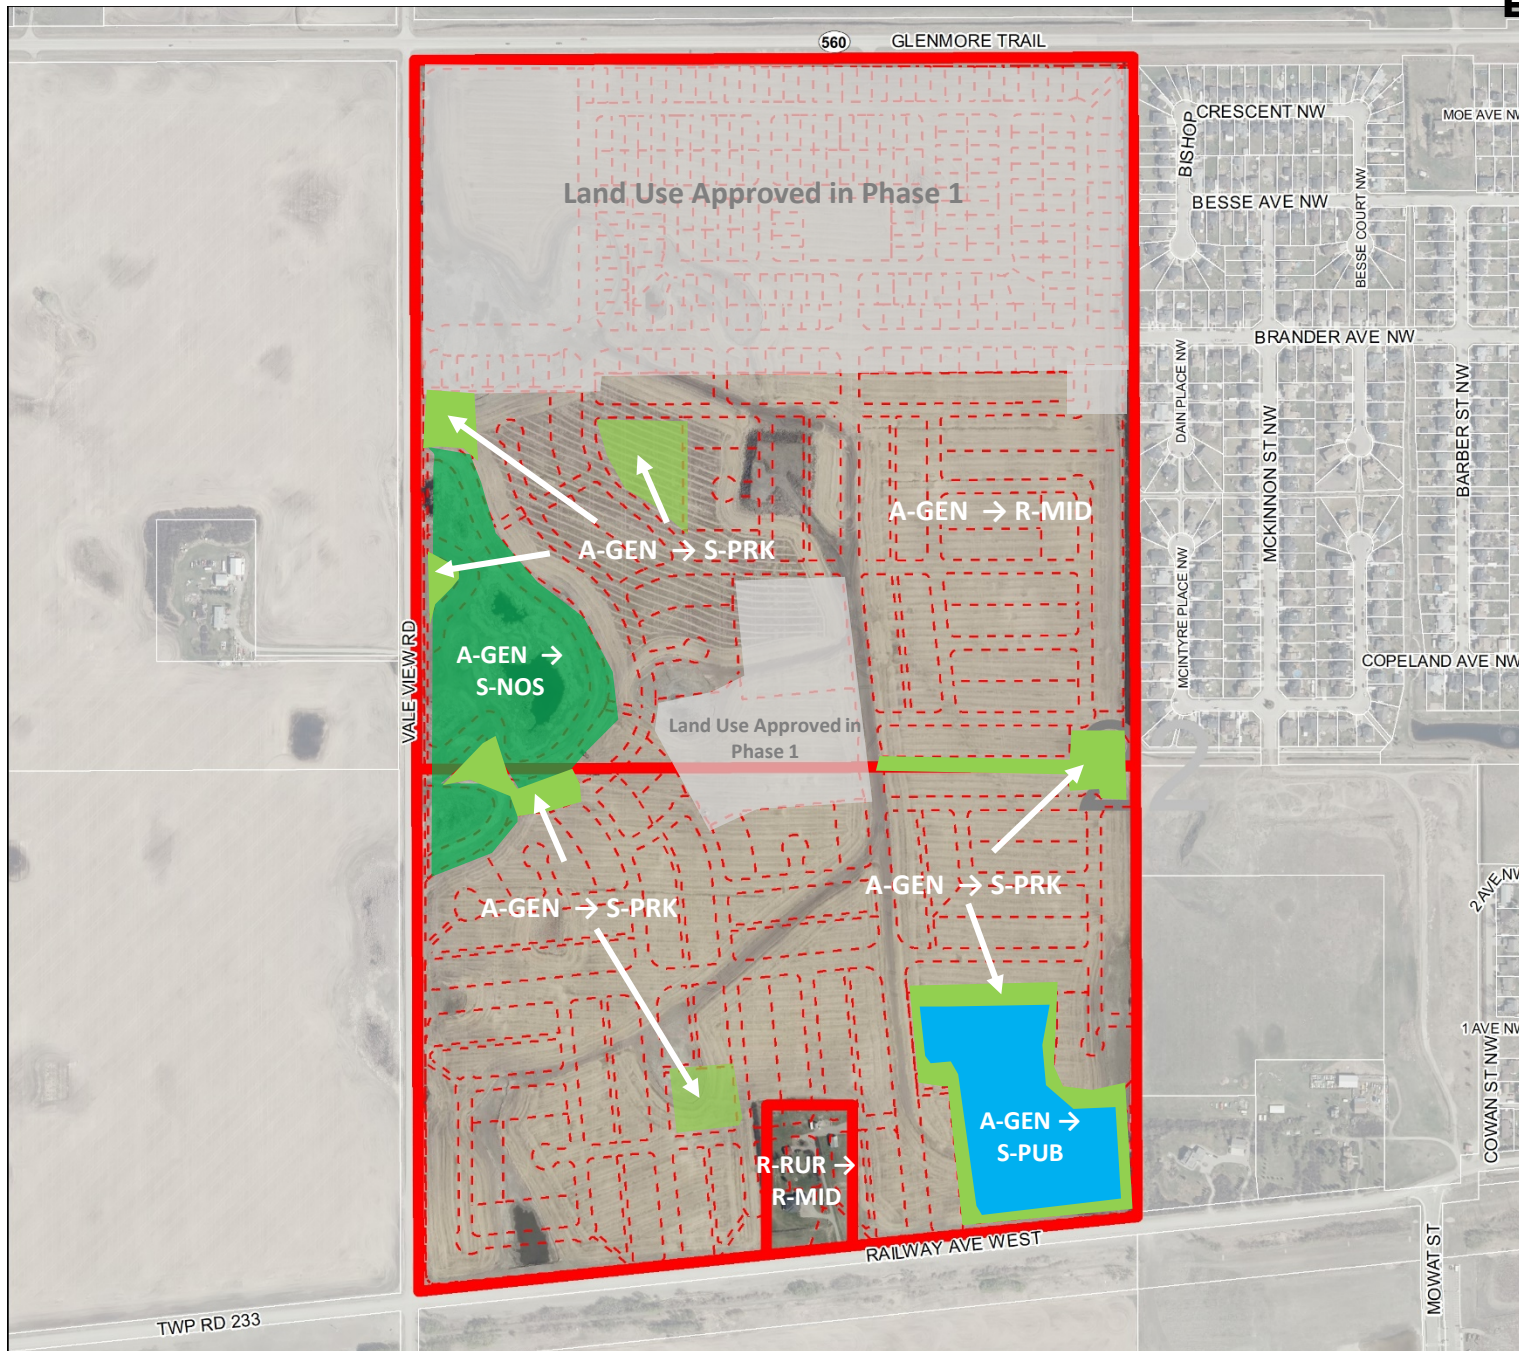 E
560 GLENMORE TRAIL
CRESCENT NW
MOE AVE NW
BISHOP
Land Use Approved in Phase 1
BESSE AVE NW
BESSE COURT NW
BRANDER AVE NW
DAIN PLACE NW
BARBER ST NW
MCKINNON ST NW
A-GEN → R-MID
A-GEN → S-PRK
MCINTYRE PLACE NW
A-GEN →
S-NOS
VALE VIEW RD
COPELAND AVE NW
Land Use Approved in
Phase 1
22
A-GEN → S-PRK
A-GEN → S-PRK
2 AVE NW
1 AVE NW
COWAN ST NW
A-GEN →
S-PUB
R-RUR →
R-MID
RAILWAY AVE WEST
MOWAT ST
TWP RD 233